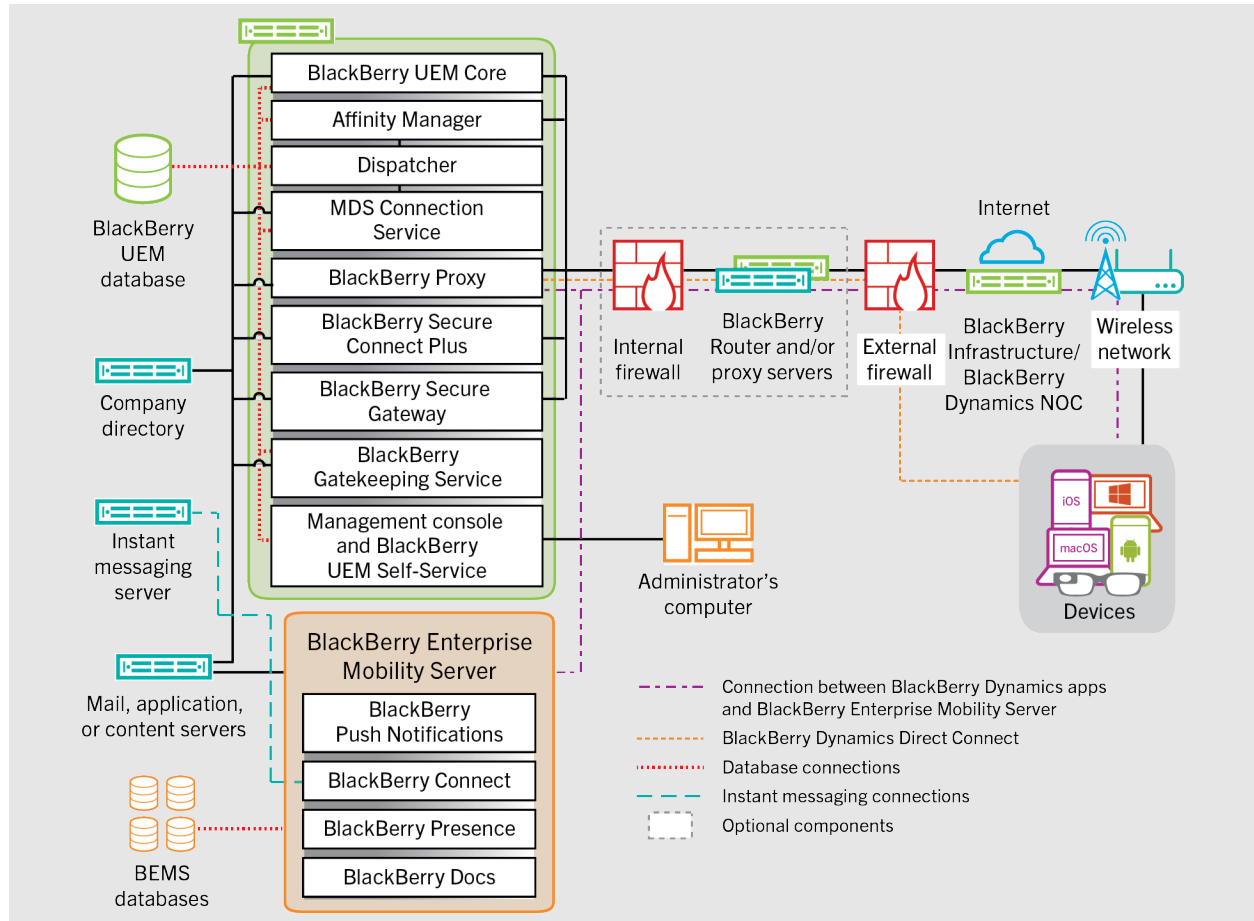 BlackBerry UEM Core
Affinity Manager
Dispatcher
MDS Connection
Service
BlackBerry Proxy
BlackBerry Secure
Connect Plus
BlackBerry Secure
Gateway
BlackBerry
Gatekeeping Service
Management console
and BlackBerry
UEM Self-Service
BlackBerry
UEM
database
Company
directory
Instant
messaging
server
Mail, application,
or content servers
BEMS
databases
BlackBerry Enterprise
Mobility Server
BlackBerry
Push Notifications
BlackBerry Connect
BlackBerry Presence
BlackBerry Docs
Internal
firewall
BlackBerry
Router and/or
proxy servers
External
firewall
Internet
BlackBerry
Infrastructure/
BlackBerry
Dynamics NOC
Wireless
network
Administrator's
computer
iOS
macOS
Devices
Connection between BlackBerry Dynamics apps
and BlackBerry Enterprise Mobility Server
BlackBerry Dynamics Direct Connect
Database connections
Instant messaging connections
Optional components